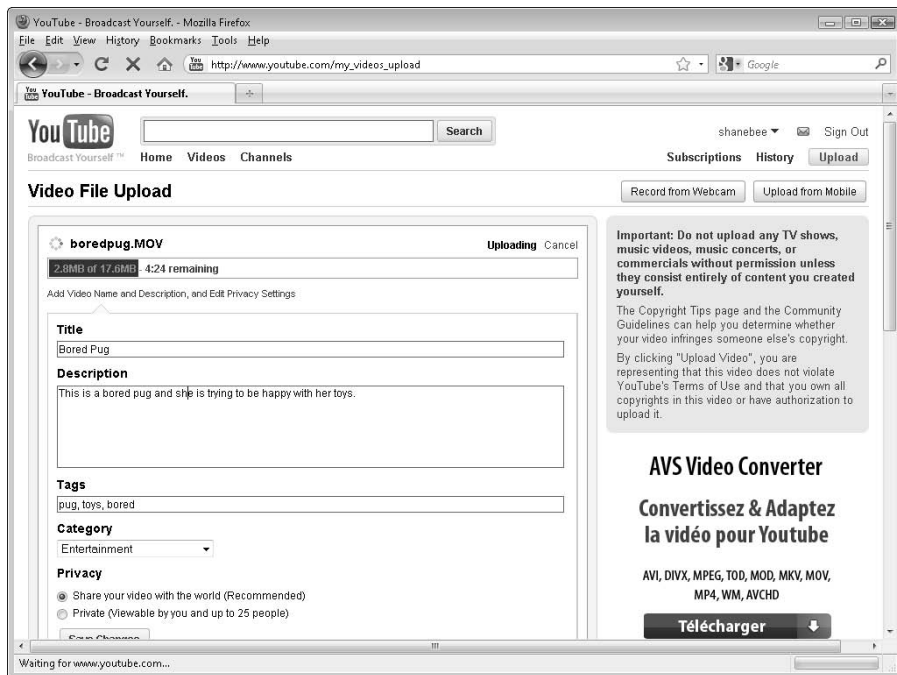 YouTube - Broadcast Yourself. - Mozilla Firefox
File Edit View History Bookmarks Tools Help
http://www.youtube.com/my_videos_upload
Google
YouTube - Broadcast Yourself.
YouTube
Search
shanebee
Sign Out
Broadcast Yourself ™
Home Videos Channels
Subscriptions History Upload
Video File Upload
Record from Webcam
Upload from Mobile
boredpug.MOV
Uploading Cancel
2.8MB of 17.6MB - 4:24 remaining
Add Video Name and Description, and Edit Privacy Settings
Title
Bored Pug
Description
This is a bored pug and she is trying to be happy with her toys.
Tags
pug, toys, bored
Category
Entertainment
Privacy
Share your video with the world (Recommended)
Private (Viewable by you and up to 25 people)
Save Changes
Important: Do not upload any TV shows,
music videos, music concerts, or
commercials without permission unless
they consist entirely of content you created
yourself.
The Copyright Tips page and the Community
Guidelines can help you determine whether
your video infringes someone else's copyright.
By clicking "Upload Video", you are
representing that this video does not violate
YouTube's Terms of Use and that you own all
copyrights in this video or have authorization to
upload it.
AVS Video Converter
Convertissez & Adaptez
la vidéo pour Youtube
AVI, DIVX, MPEG, TOD, MOD, MKV, MOV,
MP4, WM, AVCHD
Télécharger
Waiting for www.youtube.com...